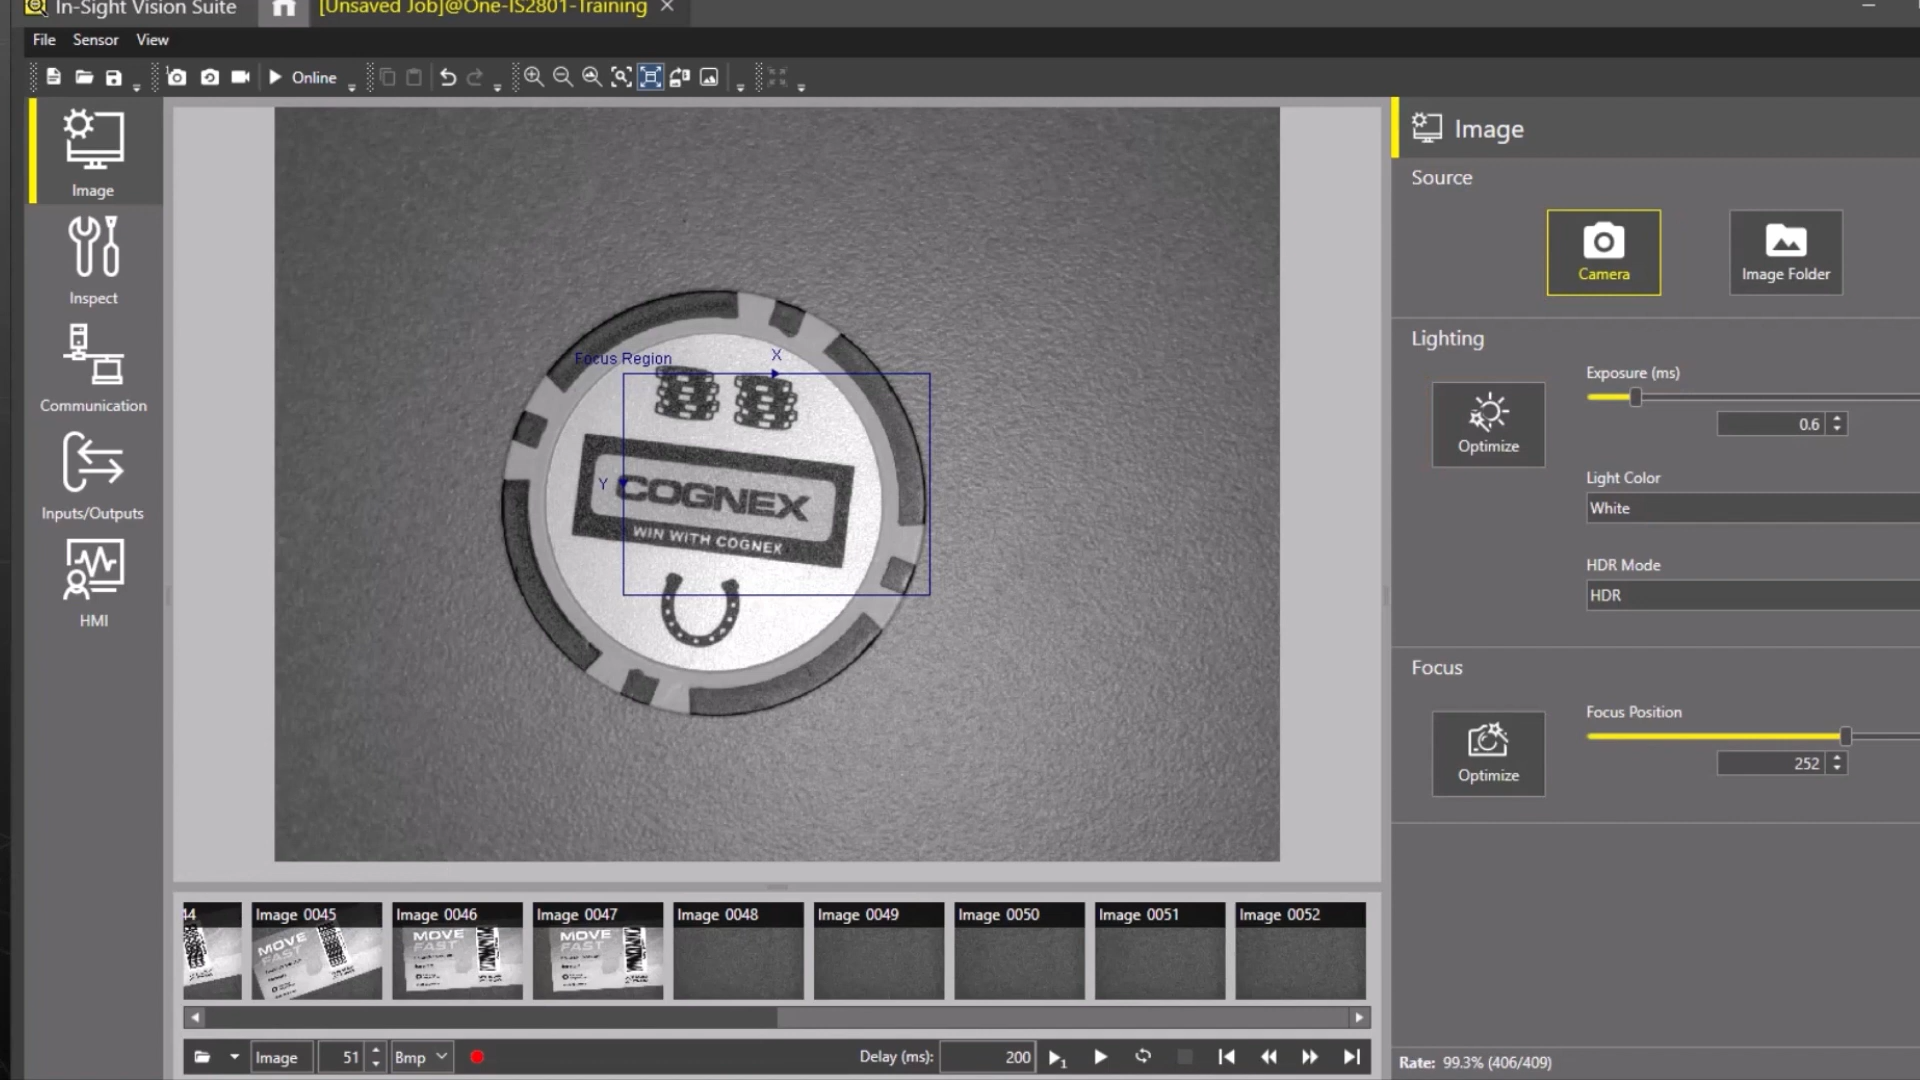 In-Sight Vision Suite
[Unsaved Job]@One-IS2801-Training
File Sensor View
Online
Image
Inspect
Communication
Inputs/Outputs
HMI
Focus Region
X
Y
COGNEX
WIN WITH COGNEX
Image
Source
Camera
Image Folder
Lighting
Optimize
Exposure (ms)
0.6
Light Color
White
HDR Mode
HDR
Focus
Optimize
Focus Position
252
44
Image 0045
Image 0046
Image 0047
Image 0048
Image 0049
Image 0050
Image 0051
Image 0052
MOVE
MOVE
FAST
MOVE
FAST
Image 51 Bmp
Delay (ms): 200
Rate: 99.3% (406/409)